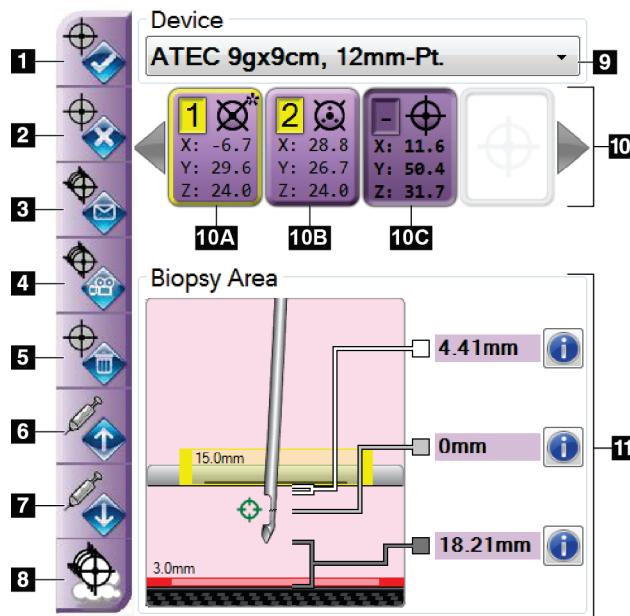 Device
1
ATEC 9gx9cm, 12mm-Pt.
9
2
1
*
X: -6.7
Y: 29.6
Z: 24.0
2
X: 28.8
Y: 26.7
Z: 24.0
-
X: 11.6
Y: 50.4
Z: 31.7
10
3
10A
10B
10C
4
Biopsy Area
5
4.41mm
i
6
15.0mm
0mm
i
11
7
18.21mm
i
8
3.0mm